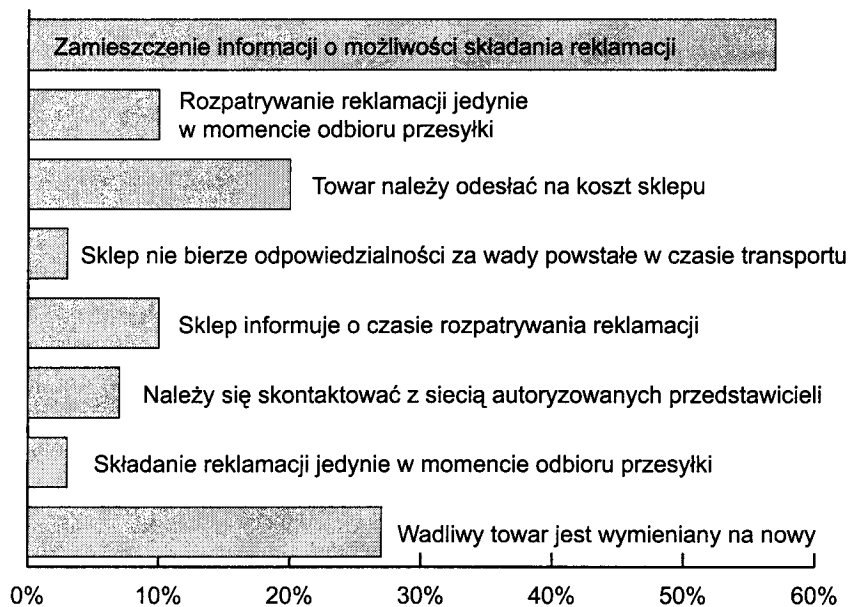 Zamieszczenie informacji o możliwości składania reklamacji
Rozpatrywanie reklamacji jedynie
w momencie odbioru przesyłki
Towar należy odesłać na koszt sklepu
Sklep nie bierze odpowiedzialności za wady powstałe w czasie transportu
Sklep informuje o czasie rozpatrywania reklamacji
Należy się skontaktować z siecią autoryzowanych przedstawicieli
Składanie reklamacji jedynie w momencie odbioru przesyłki
Wadliwy towar jest wymieniany na nowy
0% 10% 20% 30% 40% 50% 60%